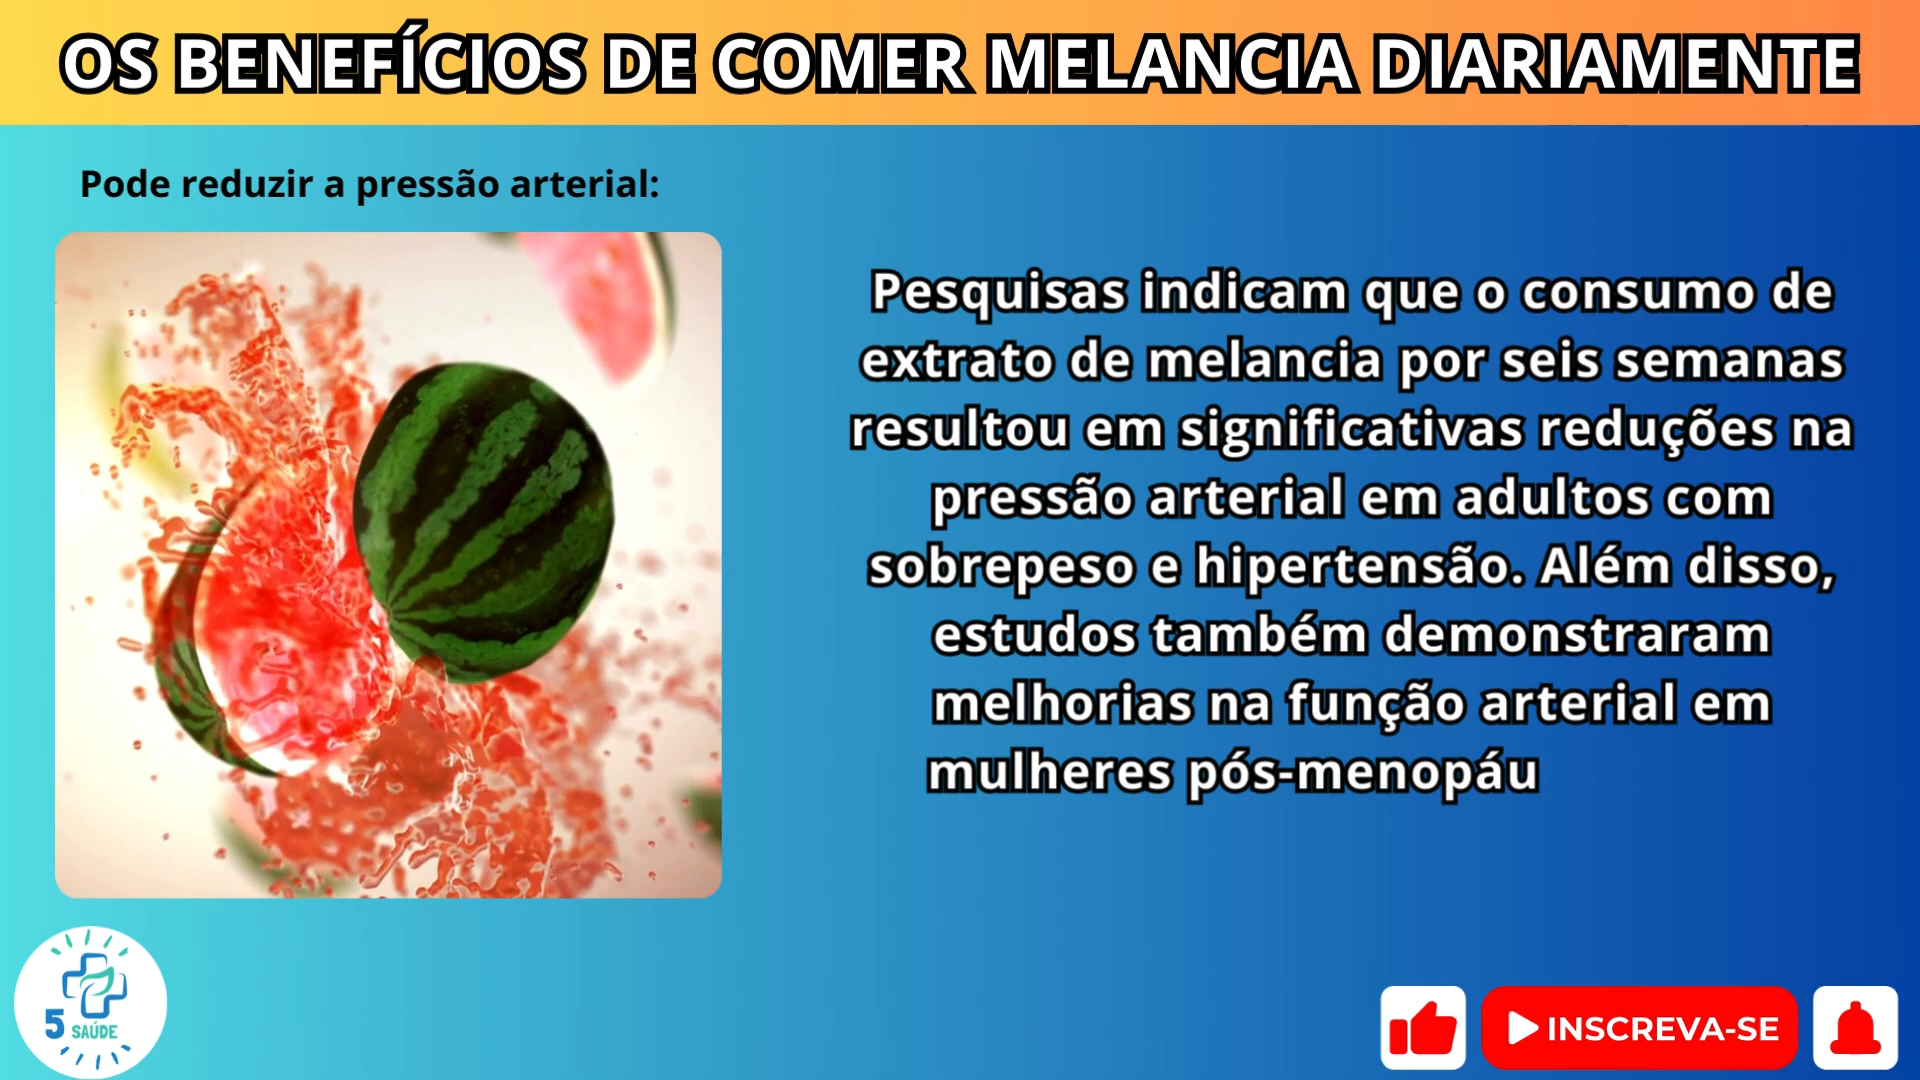 OS BENEFÍCIOS DE COMER MELANCIA DIARIAMENTE
Pode reduzir a pressão arterial:
Pesquisas indicam que o consumo de
extrato de melancia por seis semanas
resultou em significativas reduções na
pressão arterial em adultos com
sobrepeso e hipertensão. Além disso,
estudos também demonstraram
melhorias na função arterial em
mulheres pós-menopáu
5 SAÚDE
INSCREVA-SE